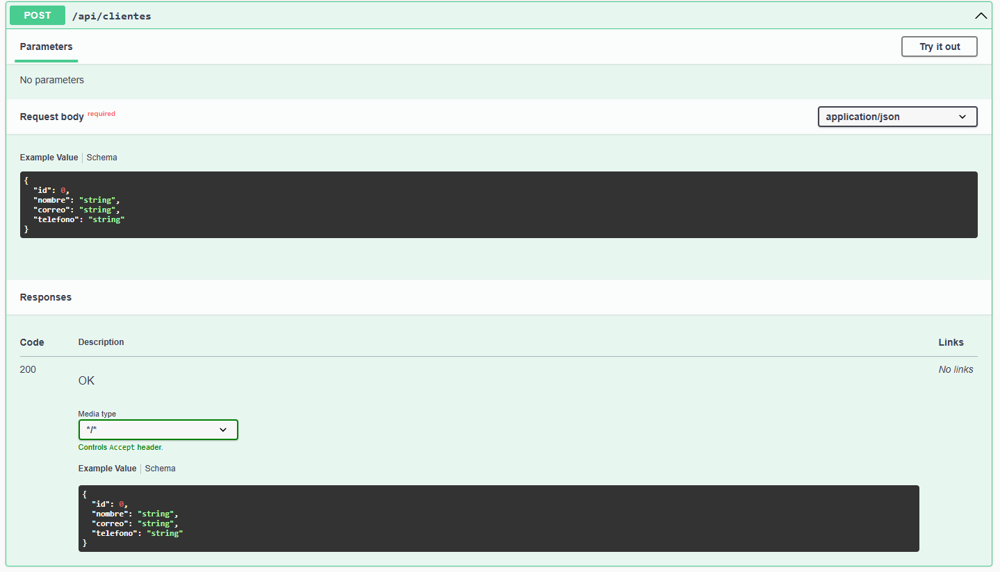 POST /api/clientes
Parameters
Try it out
No parameters
Request body required
application/json
Example Value Schema
{
  "id": 0,
  "nombre": "string",
  "correo": "string",
  "telefono": "string"
}
Responses
Code Description Links
200 No links
OK
Media type
*/*
Controls Accept header.
Example Value Schema
{
  "id": 0,
  "nombre": "string",
  "correo": "string",
  "telefono": "string"
}